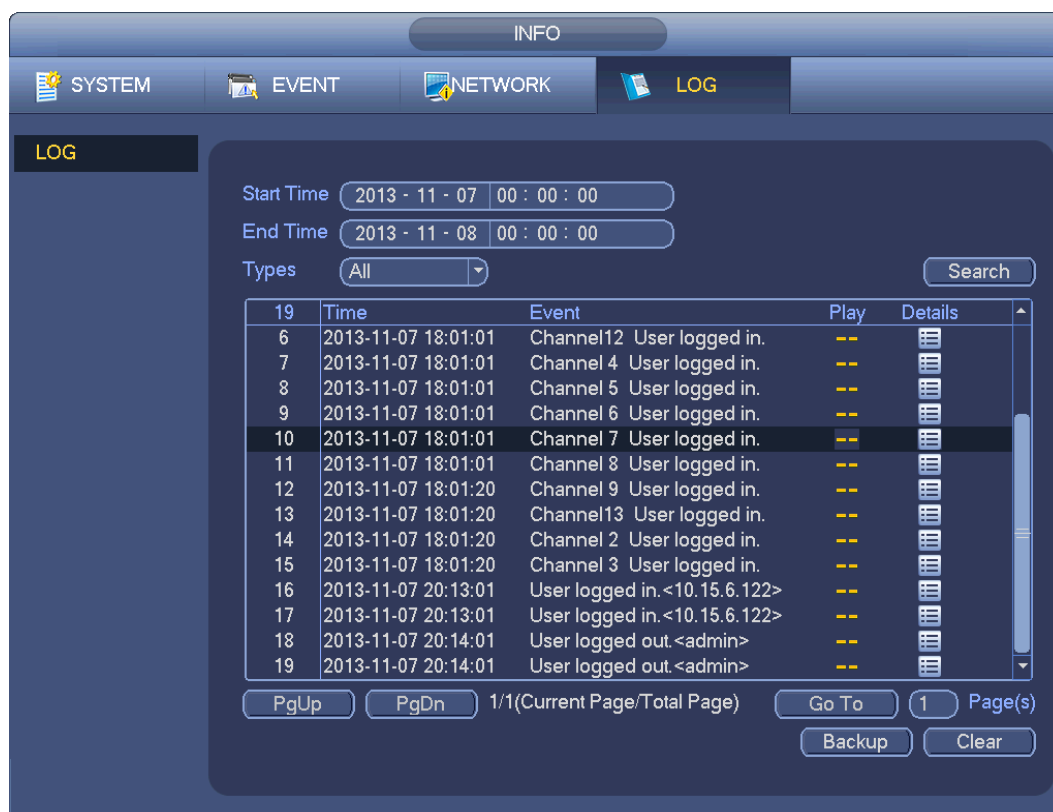 INFO
SYSTEM EVENT NETWORK LOG
LOG
Start Time 2013 - 11 - 07 00 : 00 : 00
End Time 2013 - 11 - 08 00 : 00 : 00
Types All
Search
19 Time Event Play Details
6 2013-11-07 18:01:01 Channel12 User logged in. --
7 2013-11-07 18:01:01 Channel 4 User logged in. --
8 2013-11-07 18:01:01 Channel 5 User logged in. --
9 2013-11-07 18:01:01 Channel 6 User logged in. --
10 2013-11-07 18:01:01 Channel 7 User logged in. --
11 2013-11-07 18:01:01 Channel 8 User logged in. --
12 2013-11-07 18:01:20 Channel 9 User logged in. --
13 2013-11-07 18:01:20 Channel13 User logged in. --
14 2013-11-07 18:01:20 Channel 2 User logged in. --
15 2013-11-07 18:01:20 Channel 3 User logged in. --
16 2013-11-07 20:13:01 User logged in.<10.15.6.122> --
17 2013-11-07 20:13:01 User logged in.<10.15.6.122> --
18 2013-11-07 20:14:01 User logged out.<admin> --
19 2013-11-07 20:14:01 User logged out.<admin> --
PgUp PgDn 1/1(Current Page/Total Page) Go To 1 Page(s)
Backup Clear